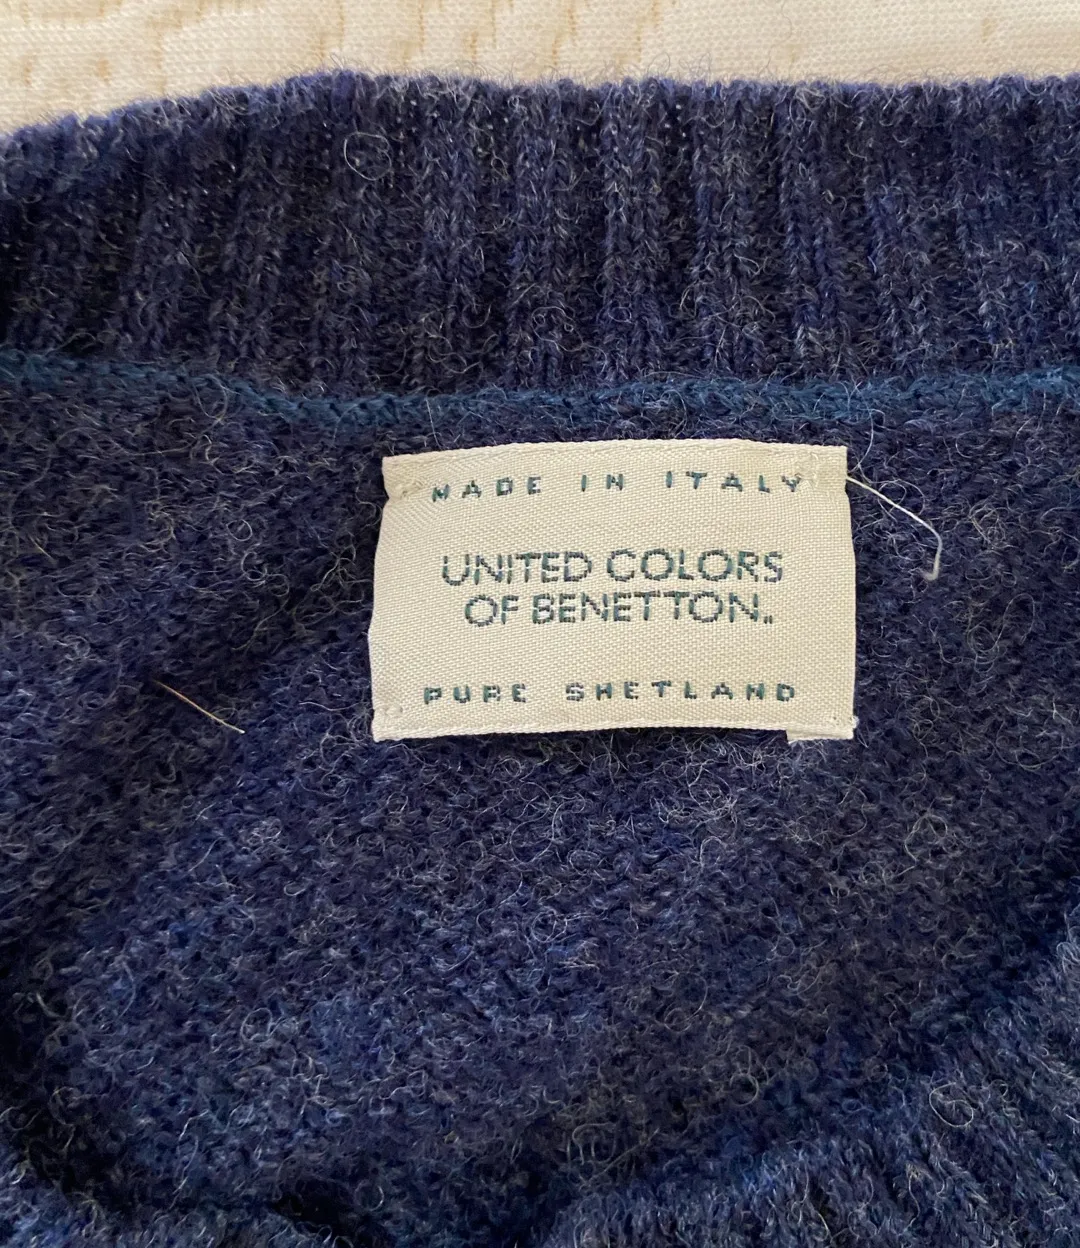 MADE IN ITALY
UNITED COLORS
OF BENETTON.
PURE SHETLAND